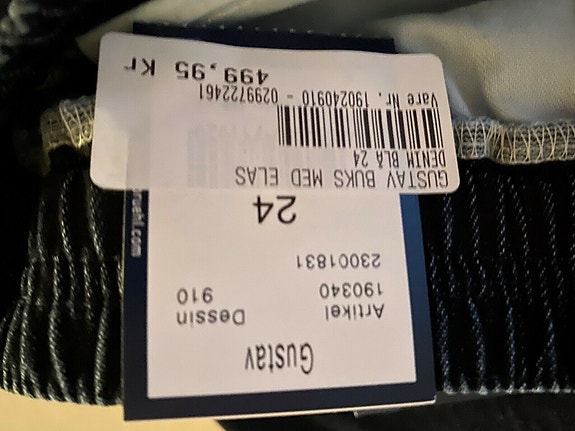 Gustav
Artikel Dessin
190340 910
23001831
24
GUSTAV BUKS MED ELAS
DENIM BLÅ 24
Vare Nr. 190240910 - 0299722461
499,95 Kr